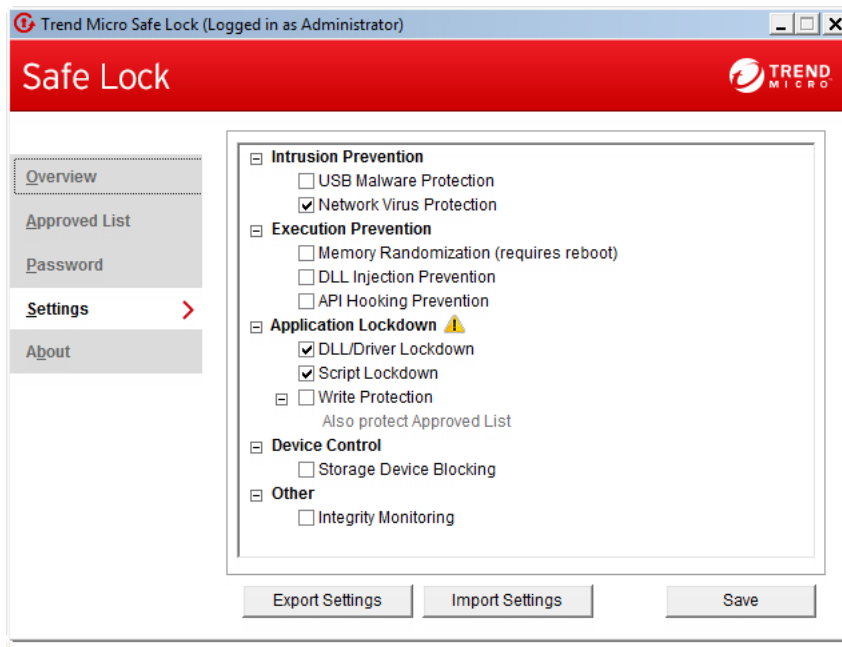 Trend Micro Safe Lock (Logged in as Administrator)
Safe Lock
TREND
MICRO
Overview
Approved List
Password
Settings
About
Intrusion Prevention
USB Malware Protection
Network Virus Protection
Execution Prevention
Memory Randomization (requires reboot)
DLL Injection Prevention
API Hooking Prevention
Application Lockdown
DLL/Driver Lockdown
Script Lockdown
Write Protection
Also protect Approved List
Device Control
Storage Device Blocking
Other
Integrity Monitoring
Export Settings
Import Settings
Save